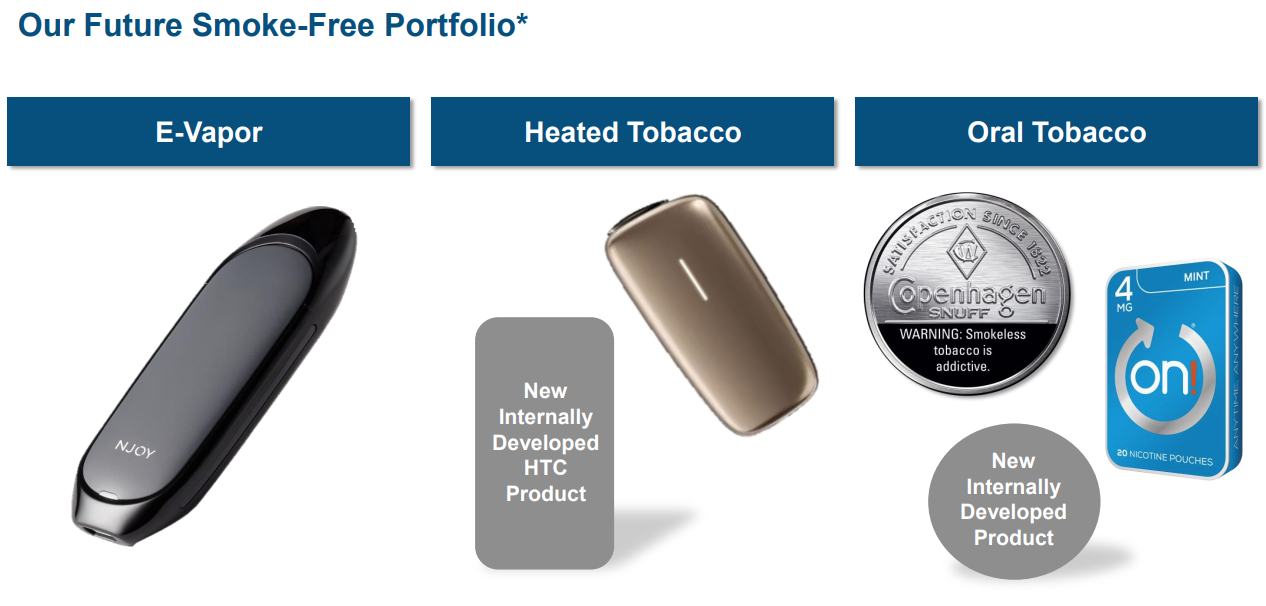 Our Future Smoke-Free Portfolio*
E-Vapor
Heated Tobacco
Oral Tobacco
NJOY
New
Internally
Developed
HTC
Product
SATISFACTION SINCE 1822
W
Copenhagen
SNUFF
WARNING: Smokeless
tobacco is
addictive.
New
Internally
Developed
Product
4
MG
MINT
on!
®
20 NICOTINE POUCHES
ANYTIME. ANYWHERE